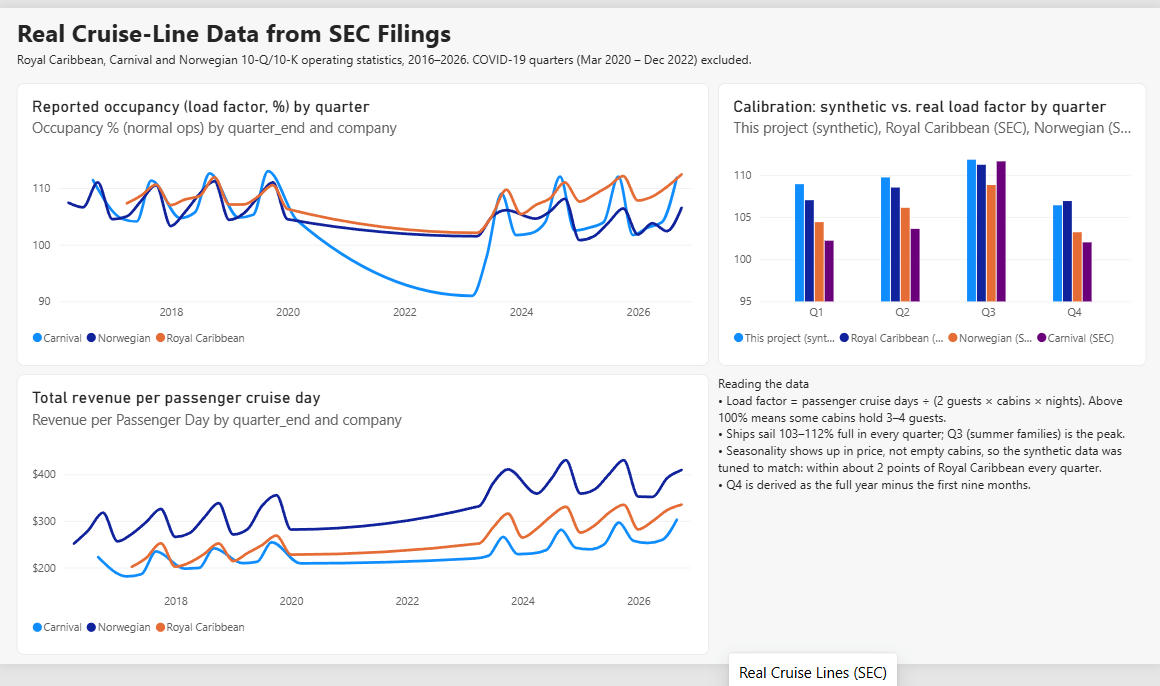 Real Cruise-Line Data from SEC Filings
Royal Caribbean, Carnival and Norwegian 10-Q/10-K operating statistics, 2016–2026. COVID-19 quarters (Mar 2020 – Dec 2022) excluded.
Reported occupancy (load factor, %) by quarter
Occupancy % (normal ops) by quarter_end and company
110
100
90
2018 2020 2022 2024 2026
Carnival Norwegian Royal Caribbean
Calibration: synthetic vs. real load factor by quarter
This project (synthetic), Royal Caribbean (SEC), Norwegian (S...
110
105
100
95
Q1 Q2 Q3 Q4
This project (synt... Royal Caribbean (... Norwegian (S... Carnival (SEC)
Total revenue per passenger cruise day
Revenue per Passenger Day by quarter_end and company
$400
$300
$200
2018 2020 2022 2024 2026
Carnival Norwegian Royal Caribbean
Reading the data
• Load factor = passenger cruise days ÷ (2 guests × cabins × nights). Above
100% means some cabins hold 3–4 guests.
• Ships sail 103–112% full in every quarter; Q3 (summer families) is the peak.
• Seasonality shows up in price, not empty cabins, so the synthetic data was
tuned to match: within about 2 points of Royal Caribbean every quarter.
• Q4 is derived as the full year minus the first nine months.
Real Cruise Lines (SEC)